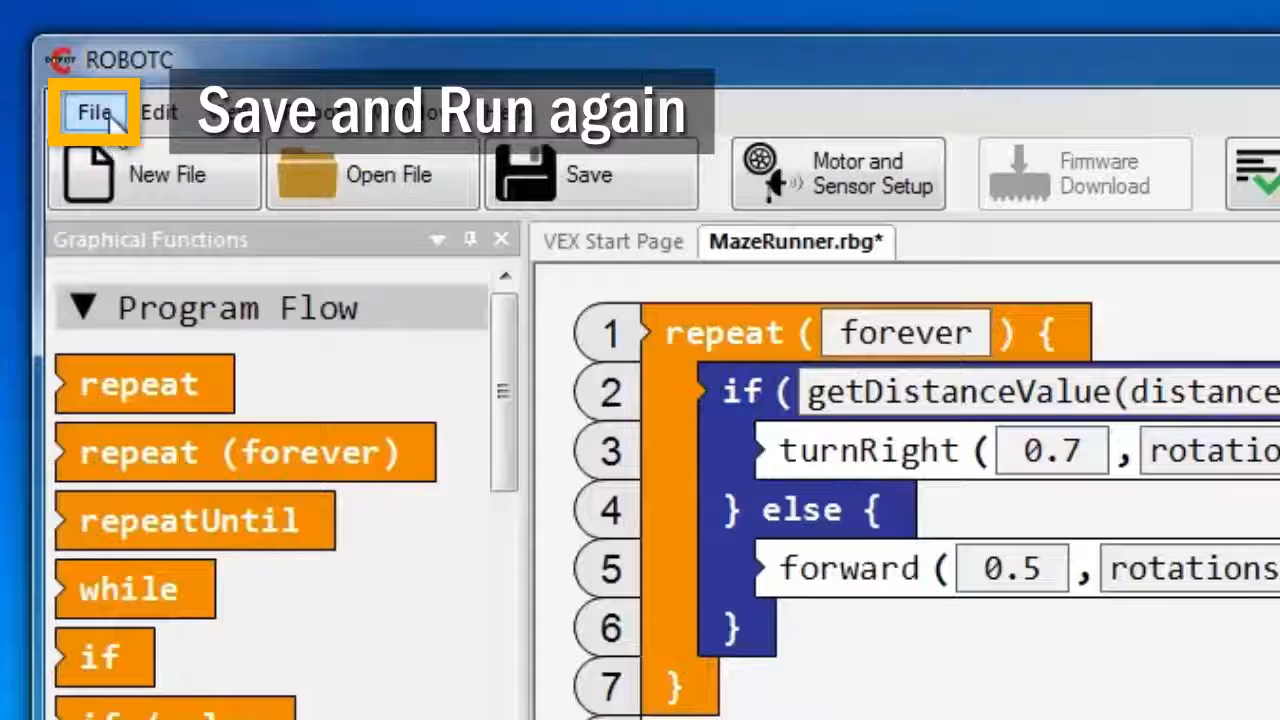 ROBOTC
File Edit
Save and Run again
New File
Open File
Save
Motor and
Sensor Setup
Firmware
Download
Graphical Functions
VEX Start Page
MazeRunner.rbg*
▼ Program Flow
repeat
repeat (forever)
repeatUntil
while
if
1 repeat ( forever ) {
2 if ( getDistanceValue(distance
3 turnRight ( 0.7 , rotatio
4 } else {
5 forward ( 0.5 , rotations
6 }
7 }